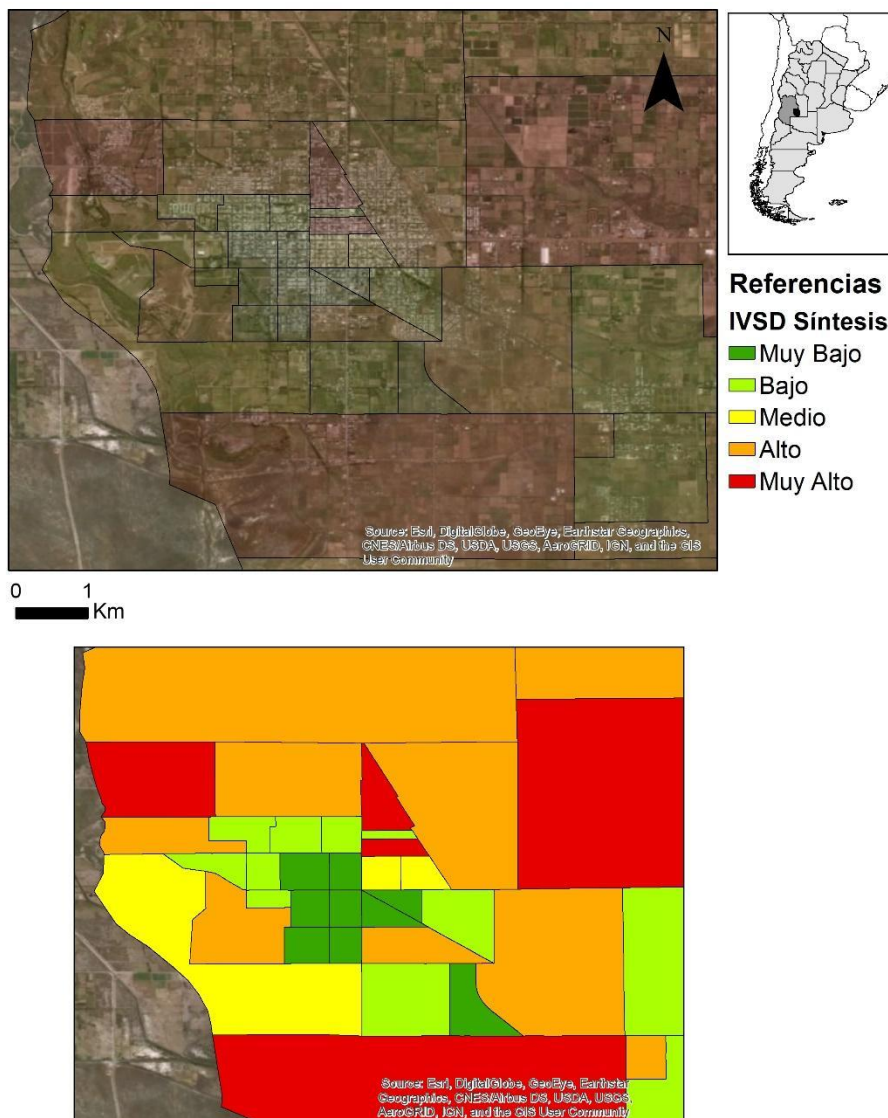 N
Source: Esri, DigitalGlobe, GeoEye, Earthstar Geographics,
CNES/Airbus DS, USDA, USGS, AeroGRID, IGN, and the GIS
User Community
Referencias
IVSD Síntesis
Muy Bajo
Bajo
Medio
Alto
Muy Alto
0 1
Km
Source: Esri, DigitalGlobe, GeoEye, Earthstar
Geographics, CNES/Airbus DS, USDA, USGS,
AeroGRID, IGN, and the GIS User Community